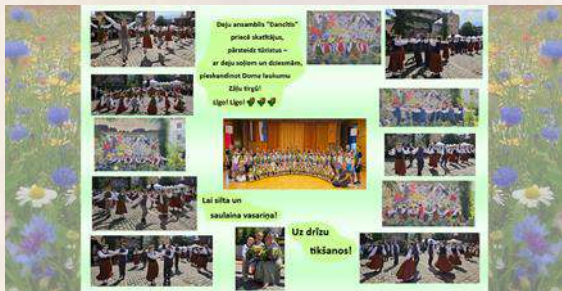 Deju ansamblis "Dancītis"
priecē skatītājus,
pārsteidz tūristus –
ar deju soļiem un dziesmām,
pieskandinot Doma laukumu
Zāļu tirgū!
Līgo! Līgo!
Lai silta un
saulaina vasariņa!
Uz drīzu
tikšanos!